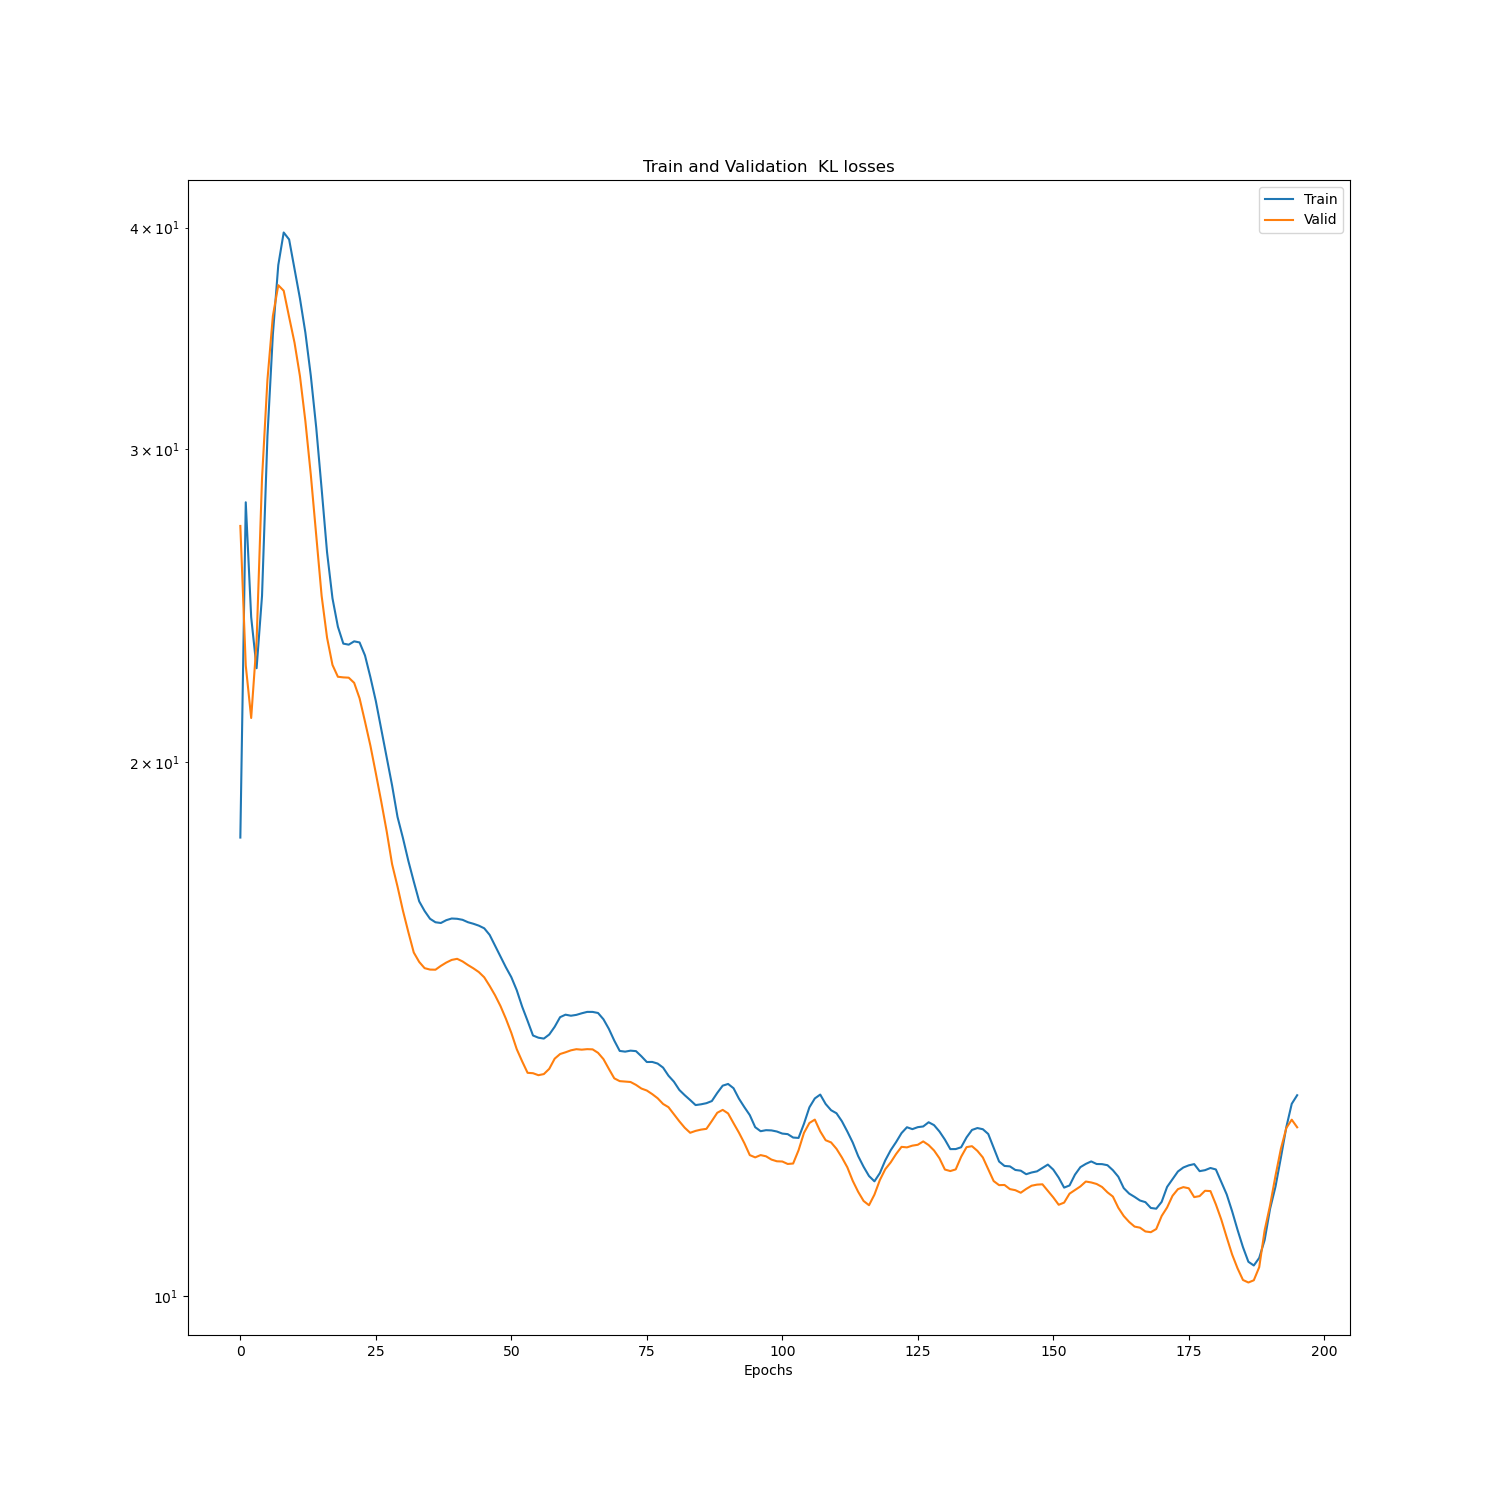 Train and Validation  KL losses
Train
Valid
4 × 10¹
3 × 10¹
2 × 10¹
10¹
0 25 50 75 100 125 150 175 200
Epochs